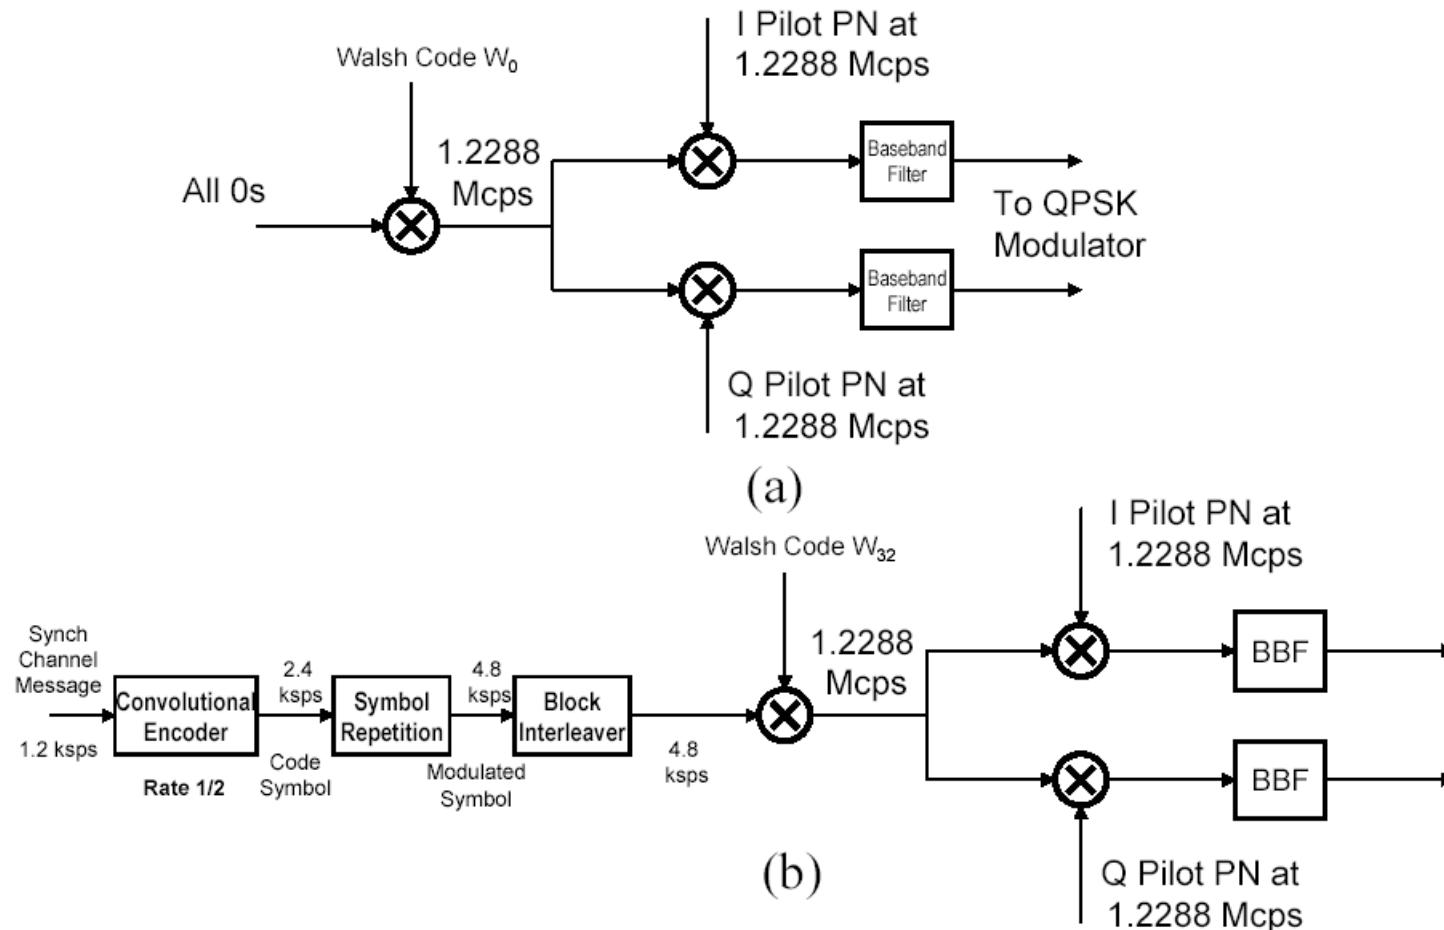 I Pilot PN at
1.2288 Mcps
Walsh Code W₀
1.2288
Mcps
All 0s
Baseband
Filter
To QPSK
Modulator
Baseband
Filter
Q Pilot PN at
1.2288 Mcps
(a)
I Pilot PN at
1.2288 Mcps
Walsh Code W₃₂
1.2288
Mcps
Synch
Channel
Message
1.2 ksps
Convolutional
Encoder
Rate 1/2
2.4
ksps
Code
Symbol
Symbol
Repetition
4.8
ksps
Modulated
Symbol
Block
Interleaver
4.8
ksps
BBF
BBF
Q Pilot PN at
1.2288 Mcps
(b)